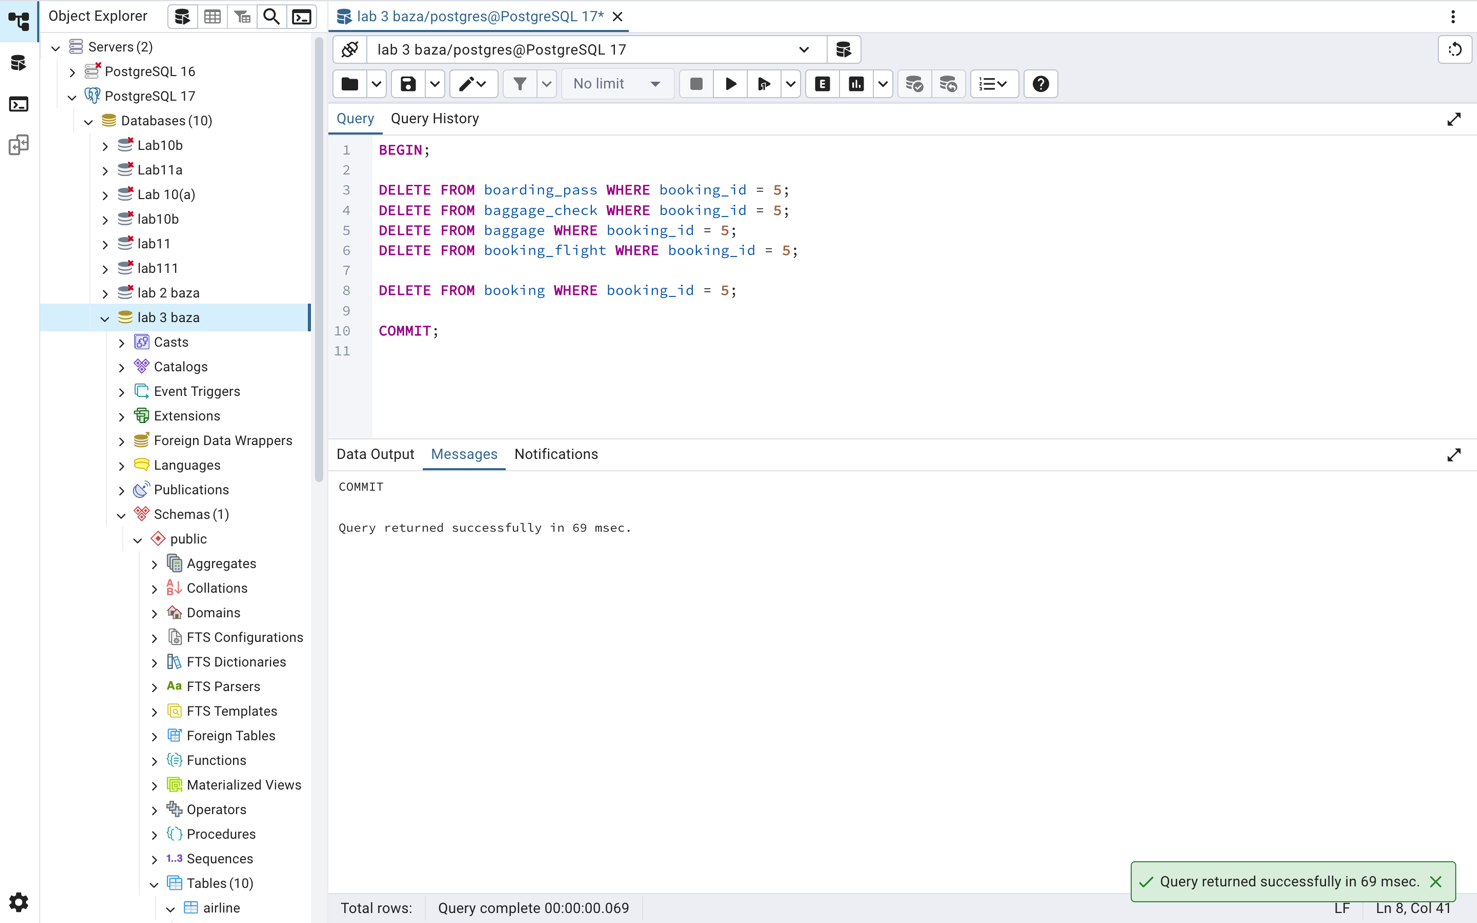 Object Explorer
lab 3 baza/postgres@PostgreSQL 17*
Servers (2)
PostgreSQL 16
PostgreSQL 17
Databases (10)
Lab10b
Lab11a
Lab 10(a)
lab10b
lab11
lab111
lab 2 baza
lab 3 baza
Casts
Catalogs
Event Triggers
Extensions
Foreign Data Wrappers
Languages
Publications
Schemas (1)
public
Aggregates
Collations
Domains
FTS Configurations
FTS Dictionaries
Aa FTS Parsers
FTS Templates
Foreign Tables
Functions
Materialized Views
Operators
Procedures
1..3 Sequences
Tables (10)
airline
lab 3 baza/postgres@PostgreSQL 17
No limit
E
Query Query History
1 BEGIN;
2
3 DELETE FROM boarding_pass WHERE booking_id = 5;
4 DELETE FROM baggage_check WHERE booking_id = 5;
5 DELETE FROM baggage WHERE booking_id = 5;
6 DELETE FROM booking_flight WHERE booking_id = 5;
7
8 DELETE FROM booking WHERE booking_id = 5;
9
10 COMMIT;
11
Data Output Messages Notifications
COMMIT
Query returned successfully in 69 msec.
Query returned successfully in 69 msec.
Total rows: Query complete 00:00:00.069 LF Ln 8, Col 41